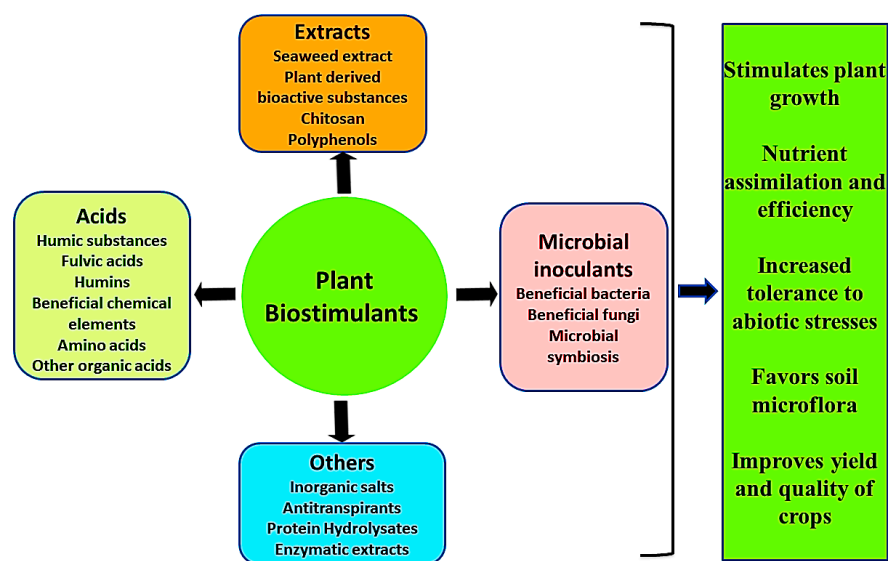 Extracts
Seaweed extract
Plant derived
bioactive substances
Chitosan
Polyphenols
Acids
Humic substances
Fulvic acids
Humins
Beneficial chemical
elements
Amino acids
Other organic acids
Plant
Biostimulants
Microbial
inoculants
Beneficial bacteria
Beneficial fungi
Microbial
symbiosis
Others
Inorganic salts
Antitranspirants
Protein Hydrolysates
Enzymatic extracts
Stimulates plant
growth
Nutrient
assimilation and
efficiency
Increased
tolerance to
abiotic stresses
Favors soil
microflora
Improves yield
and quality of
crops